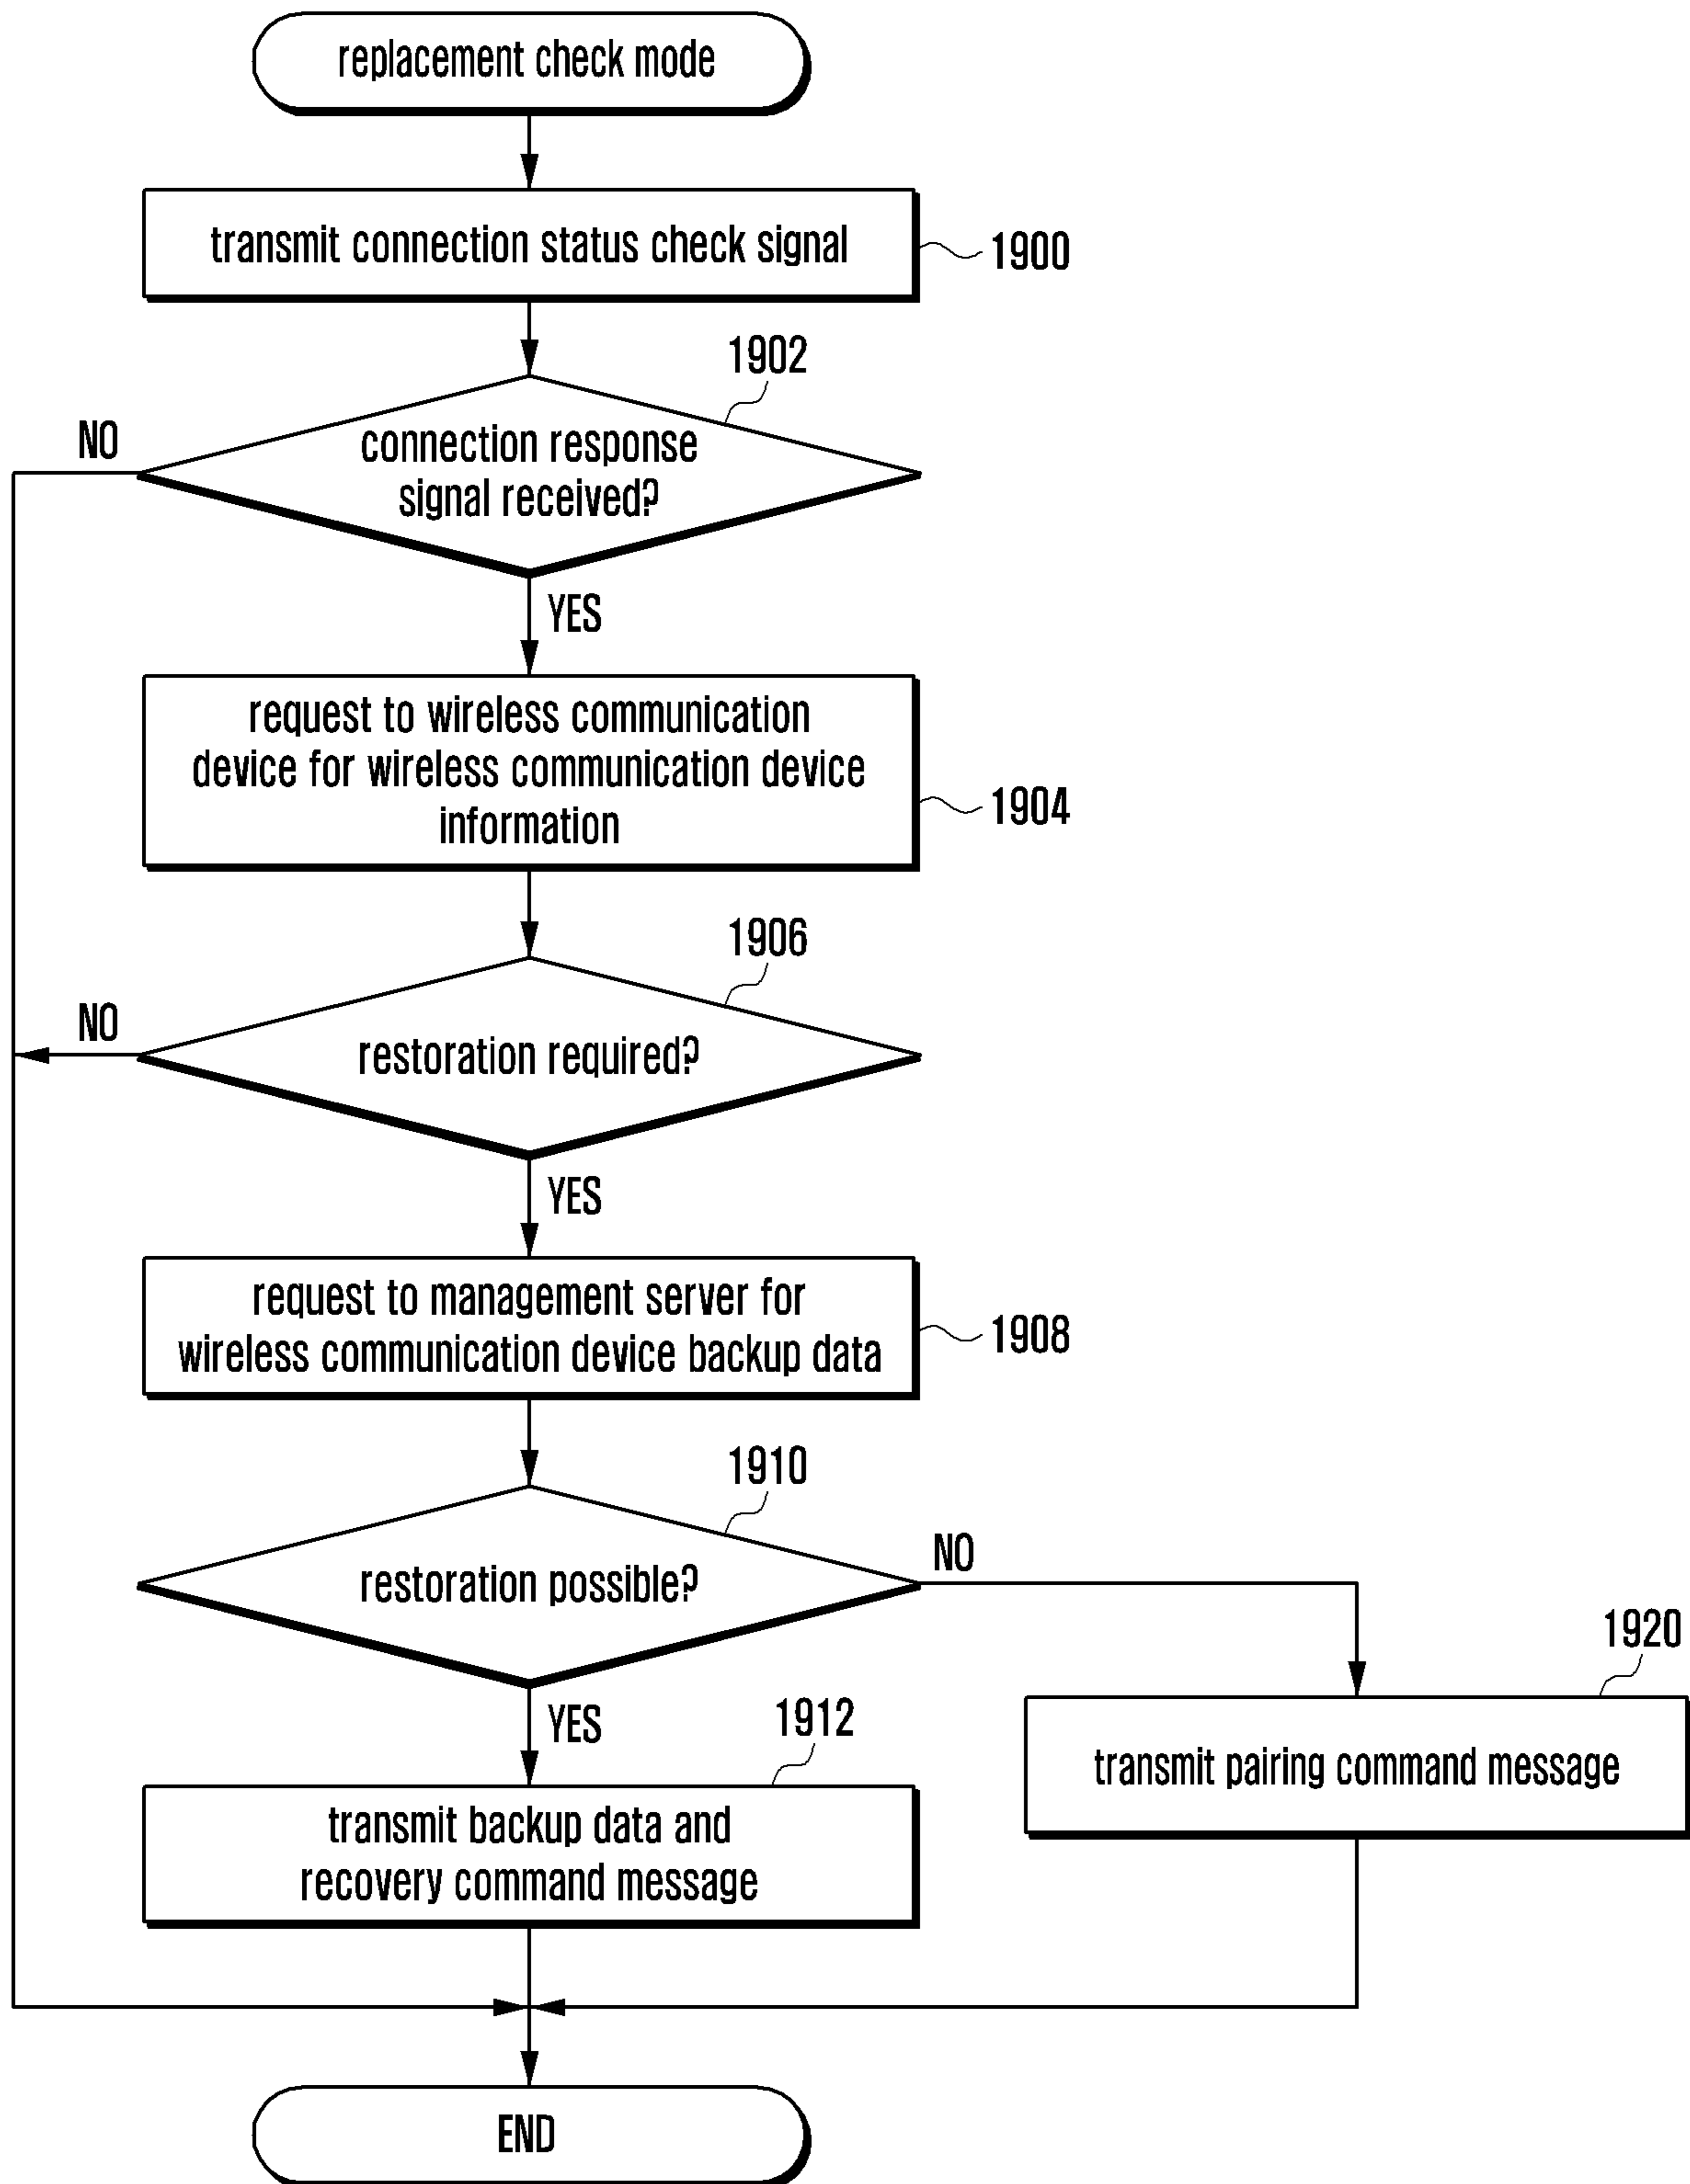 replacement check mode
transmit connection status check signal
1900
1902
NO
connection response
signal received?
YES
request to wireless communication
device for wireless communication device
information
1904
1906
NO
restoration required?
YES
request to management server for
wireless communication device backup data
1908
1910
NO
restoration possible?
1920
YES
1912
transmit pairing command message
transmit backup data and
recovery command message
END